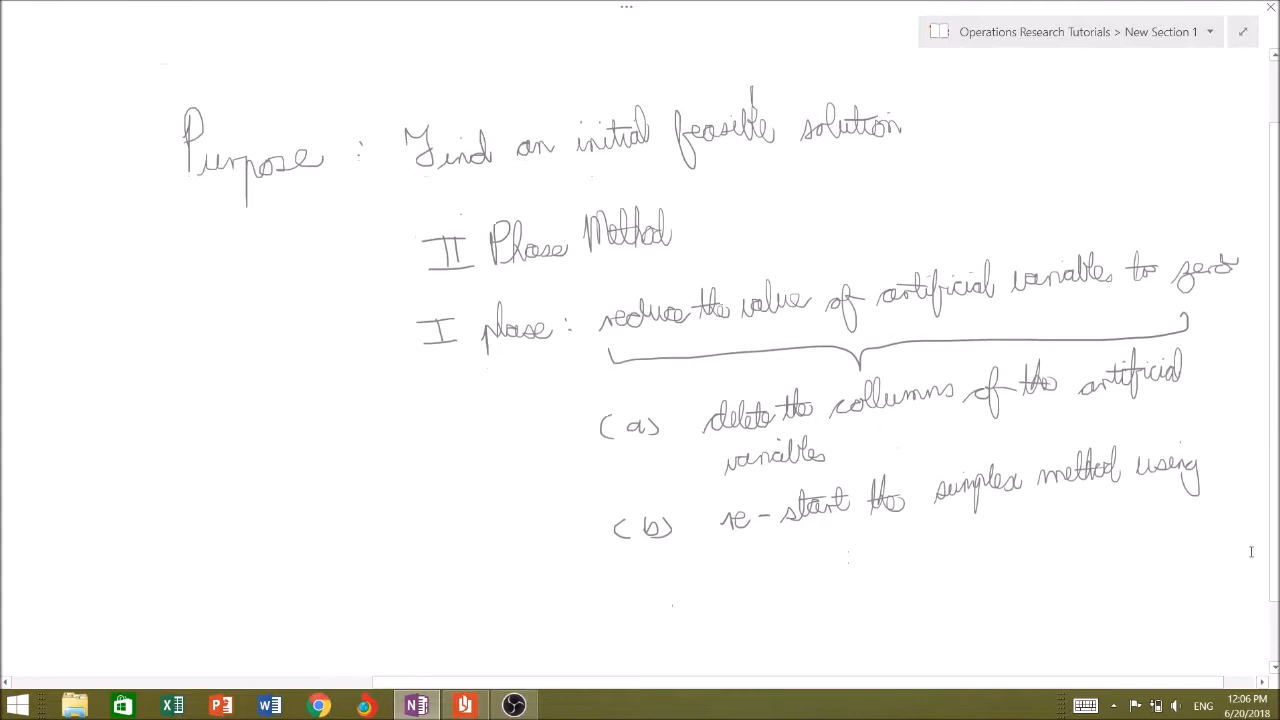 Operations Research Tutorials > New Section 1
Purpose : Find an initial feasible solution
II Phase Method
I phase : reduce the value of artificial variables to zero
(a) delete the collumns of the artificial
variables
(b) re-start the simplex method using
ENG
12:06 PM
6/20/2018